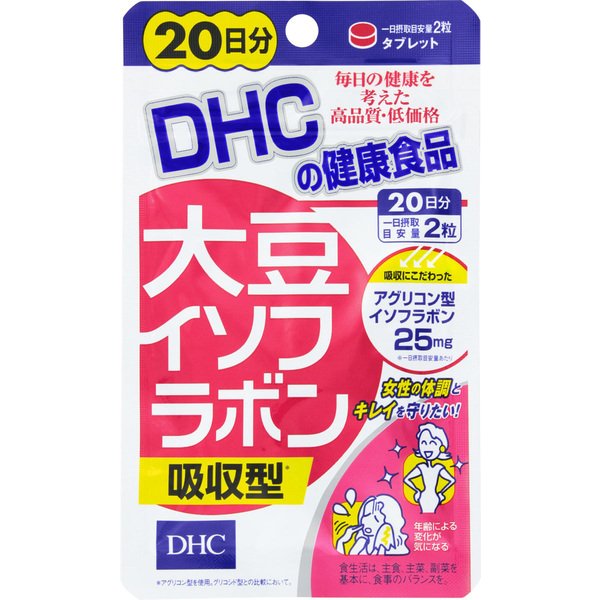 20日分
一日摂取目安量2粒
タブレット
毎日の健康を
考えた
高品質・低価格
DHC
の健康食品
20日分
一日摂取
目安量 2粒
大豆
イソフ
ラボン
吸収型*
吸収にこだわった
アグリコン型
イソフラボン
25mg
※一日摂取目安量あたり
女性の体調と
キレイを守りたい!
年齢による
変化が
気になる
DHC
*アグリコン型を使用。グリコシド型との比較において。
食生活は、主食、主菜、副菜を
基本に、食事のバランスを。